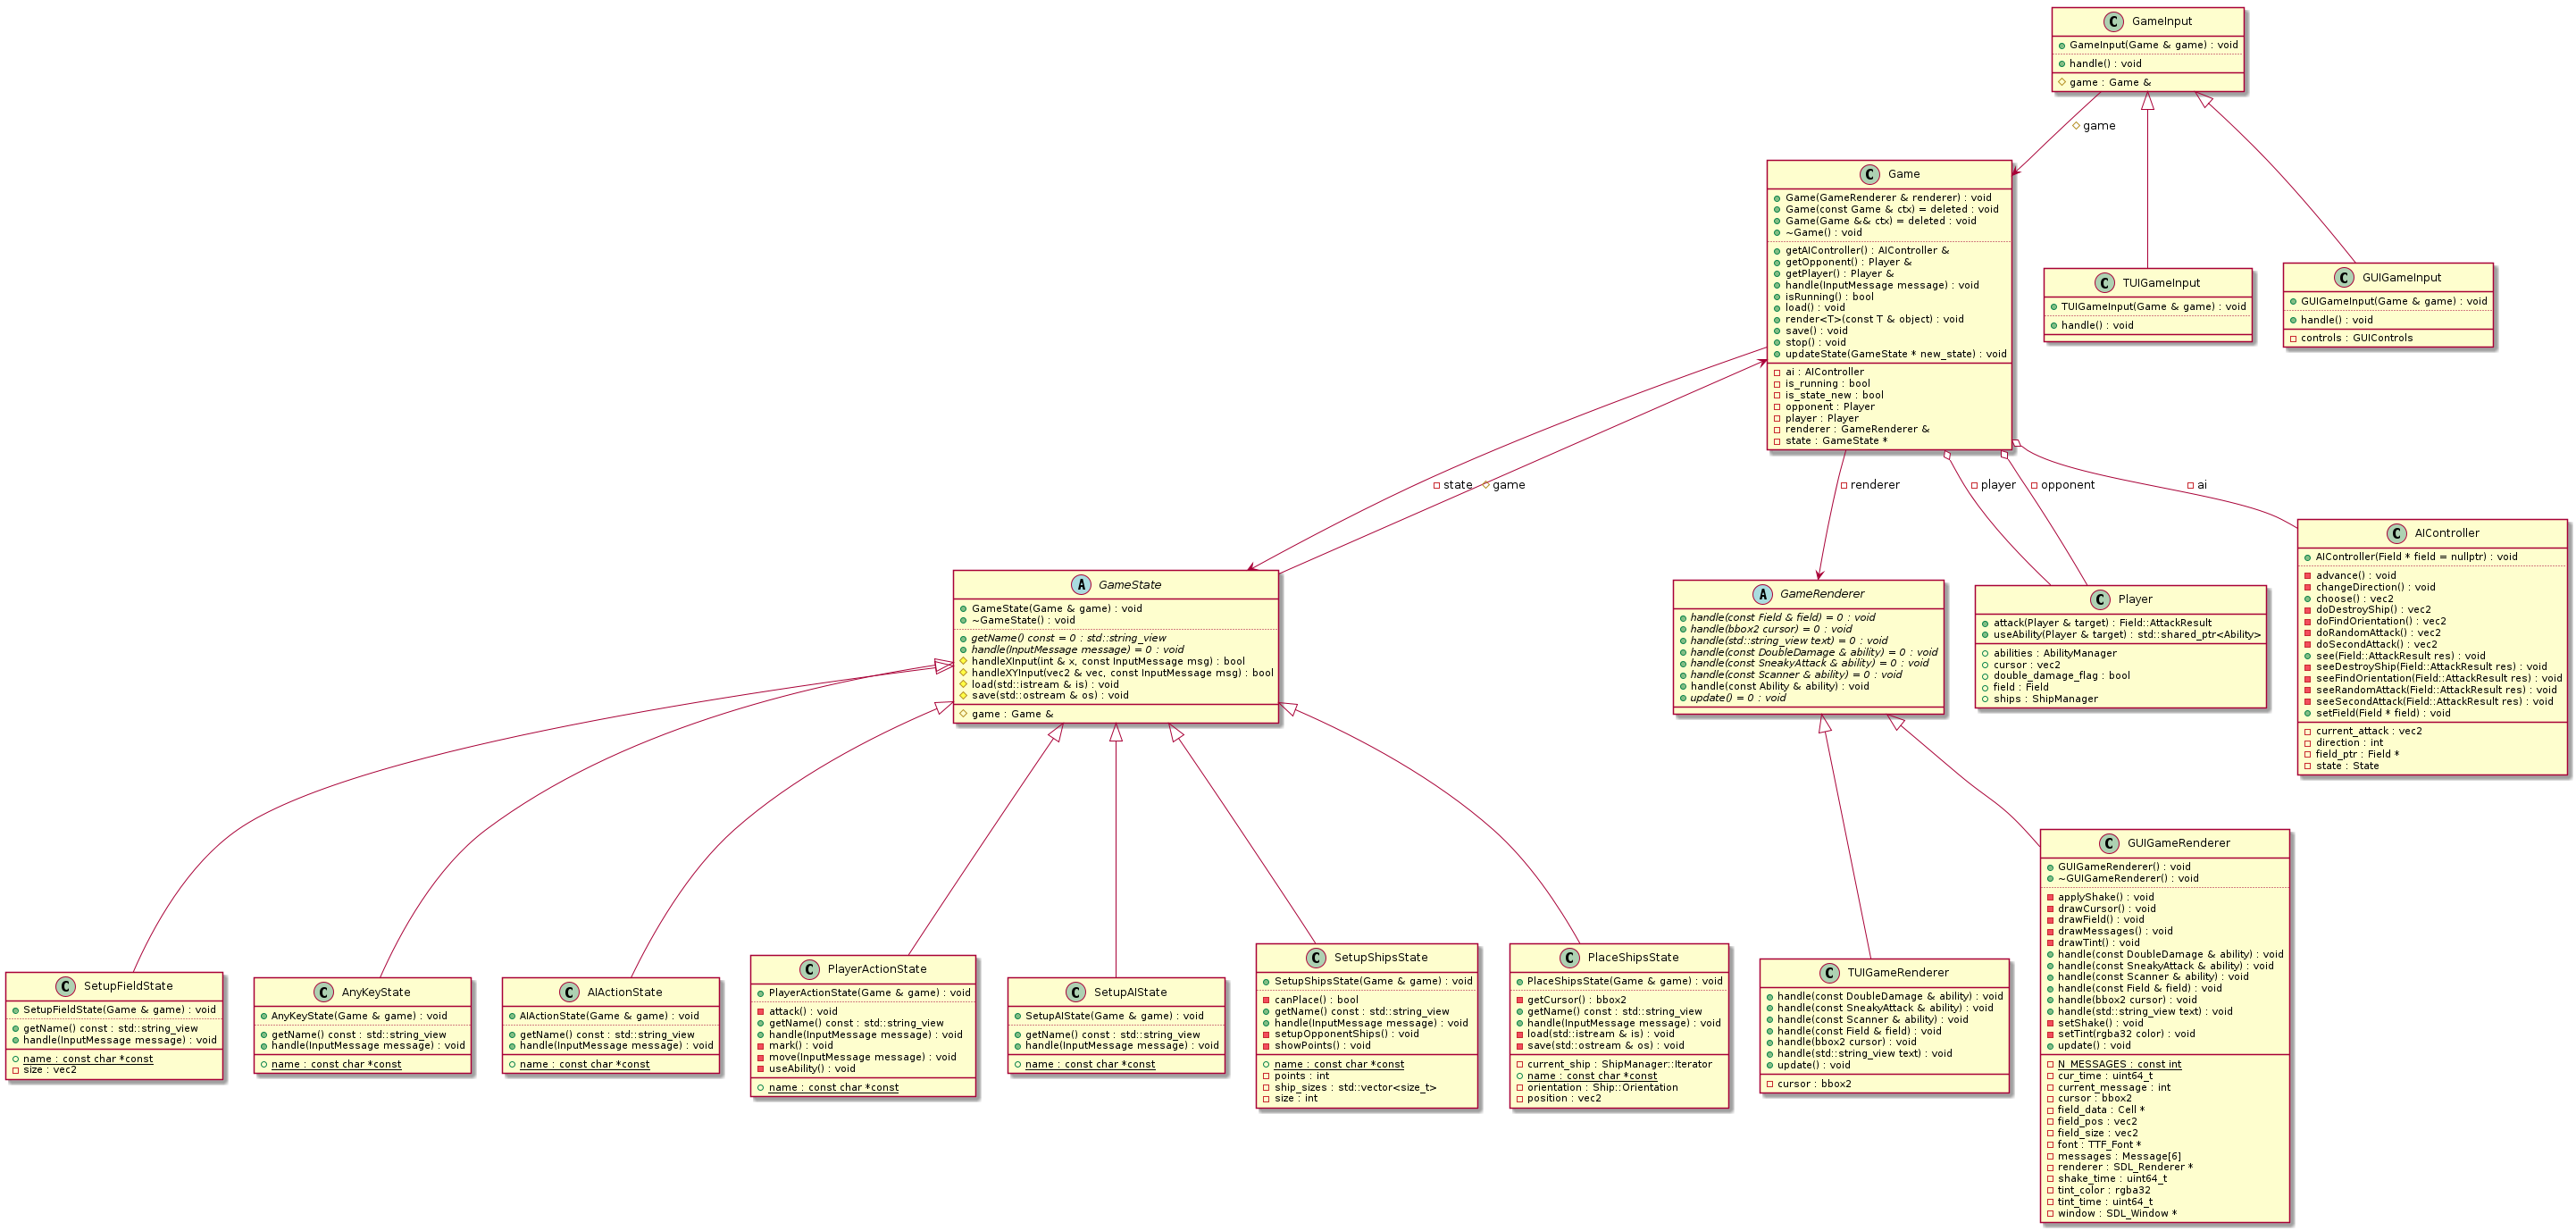 GameInput
GameInput(Game & game) : void
handle() : void
game : Game &
game
Game
Game(GameRenderer & renderer) : void
Game(const Game & ctx) = deleted : void
Game(Game && ctx) = deleted : void
~Game() : void
getAIController() : AIController &
getOpponent() : Player &
getPlayer() : Player &
handle(InputMessage message) : void
isRunning() : bool
load() : void
render<T>(const T & object) : void
save() : void
stop() : void
updateState(GameState * new_state) : void
ai : AIController
is_running : bool
is_state_new : bool
opponent : Player
player : Player
renderer : GameRenderer &
state : GameState *
TUIGameInput
TUIGameInput(Game & game) : void
handle() : void
GUIGameInput
GUIGameInput(Game & game) : void
handle() : void
controls : GUIControls
state
game
renderer
player
opponent
ai
GameState
GameState(Game & game) : void
~GameState() : void
getName() const = 0 : std::string_view
handle(InputMessage message) = 0 : void
handleXInput(int & x, const InputMessage msg) : bool
handleXYInput(vec2 & vec, const InputMessage msg) : bool
load(std::istream & is) : void
save(std::ostream & os) : void
game : Game &
GameRenderer
handle(const Field & field) = 0 : void
handle(bbox2 cursor) = 0 : void
handle(std::string_view text) = 0 : void
handle(const DoubleDamage & ability) = 0 : void
handle(const SneakyAttack & ability) = 0 : void
handle(const Scanner & ability) = 0 : void
handle(const Ability & ability) : void
update() = 0 : void
Player
attack(Player & target) : Field::AttackResult
useAbility(Player & target) : std::shared_ptr<Ability>
abilities : AbilityManager
cursor : vec2
double_damage_flag : bool
field : Field
ships : ShipManager
AIController
AIController(Field * field = nullptr) : void
advance() : void
changeDirection() : void
choose() : vec2
doDestroyShip() : vec2
doFindOrientation() : vec2
doRandomAttack() : vec2
doSecondAttack() : vec2
see(Field::AttackResult res) : void
seeDestroyShip(Field::AttackResult res) : void
seeFindOrientation(Field::AttackResult res) : void
seeRandomAttack(Field::AttackResult res) : void
seeSecondAttack(Field::AttackResult res) : void
setField(Field * field) : void
current_attack : vec2
direction : int
field_ptr : Field *
state : State
SetupFieldState
SetupFieldState(Game & game) : void
getName() const : std::string_view
handle(InputMessage message) : void
name : const char *const
size : vec2
AnyKeyState
AnyKeyState(Game & game) : void
getName() const : std::string_view
handle(InputMessage message) : void
name : const char *const
AIActionState
AIActionState(Game & game) : void
getName() const : std::string_view
handle(InputMessage message) : void
name : const char *const
PlayerActionState
PlayerActionState(Game & game) : void
attack() : void
getName() const : std::string_view
handle(InputMessage message) : void
mark() : void
move(InputMessage message) : void
useAbility() : void
name : const char *const
SetupAIState
SetupAIState(Game & game) : void
getName() const : std::string_view
handle(InputMessage message) : void
name : const char *const
SetupShipsState
SetupShipsState(Game & game) : void
canPlace() : bool
getName() const : std::string_view
handle(InputMessage message) : void
setupOpponentShips() : void
showPoints() : void
name : const char *const
points : int
ship_sizes : std::vector<size_t>
size : int
PlaceShipsState
PlaceShipsState(Game & game) : void
getCursor() : bbox2
getName() const : std::string_view
handle(InputMessage message) : void
load(std::istream & is) : void
save(std::ostream & os) : void
current_ship : ShipManager::Iterator
name : const char *const
orientation : Ship::Orientation
position : vec2
TUIGameRenderer
handle(const DoubleDamage & ability) : void
handle(const SneakyAttack & ability) : void
handle(const Scanner & ability) : void
handle(const Field & field) : void
handle(bbox2 cursor) : void
handle(std::string_view text) : void
update() : void
cursor : bbox2
GUIGameRenderer
GUIGameRenderer() : void
~GUIGameRenderer() : void
applyShake() : void
drawCursor() : void
drawField() : void
drawMessages() : void
drawTint() : void
handle(const DoubleDamage & ability) : void
handle(const SneakyAttack & ability) : void
handle(const Scanner & ability) : void
handle(const Field & field) : void
handle(bbox2 cursor) : void
handle(std::string_view text) : void
setShake() : void
setTint(rgba32 color) : void
update() : void
N_MESSAGES : const int
cur_time : uint64_t
current_message : int
cursor : bbox2
field_data : Cell *
field_pos : vec2
field_size : vec2
font : TTF_Font *
messages : Message[6]
renderer : SDL_Renderer *
shake_time : uint64_t
tint_color : rgba32
tint_time : uint64_t
window : SDL_Window *